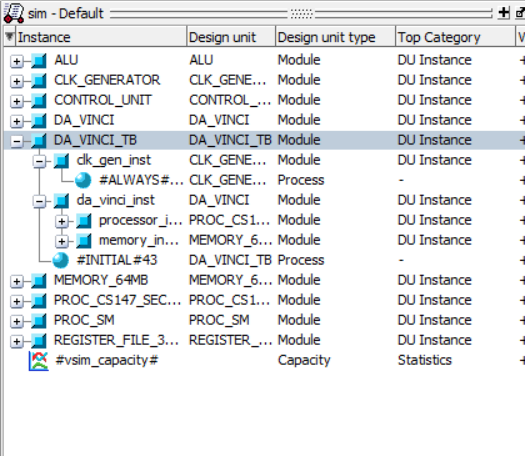 sim - Default
Instance Design unit Design unit type Top Category
ALU ALU Module DU Instance
CLK_GENERATOR CLK_GENE... Module DU Instance
CONTROL_UNIT CONTROL_... Module DU Instance
DA_VINCI DA_VINCI Module DU Instance
DA_VINCI_TB DA_VINCI_TB Module DU Instance
clk_gen_inst CLK_GENE... Module DU Instance
#ALWAYS#... CLK_GENE... Process -
da_vinci_inst DA_VINCI Module DU Instance
processor_i... PROC_CS1... Module DU Instance
memory_in... MEMORY_6... Module DU Instance
#INITIAL#43 DA_VINCI_TB Process -
MEMORY_64MB MEMORY_6... Module DU Instance
PROC_CS147_SEC... PROC_CS1... Module DU Instance
PROC_SM PROC_SM Module DU Instance
REGISTER_FILE_3... REGISTER_... Module DU Instance
#vsim_capacity# Capacity Statistics